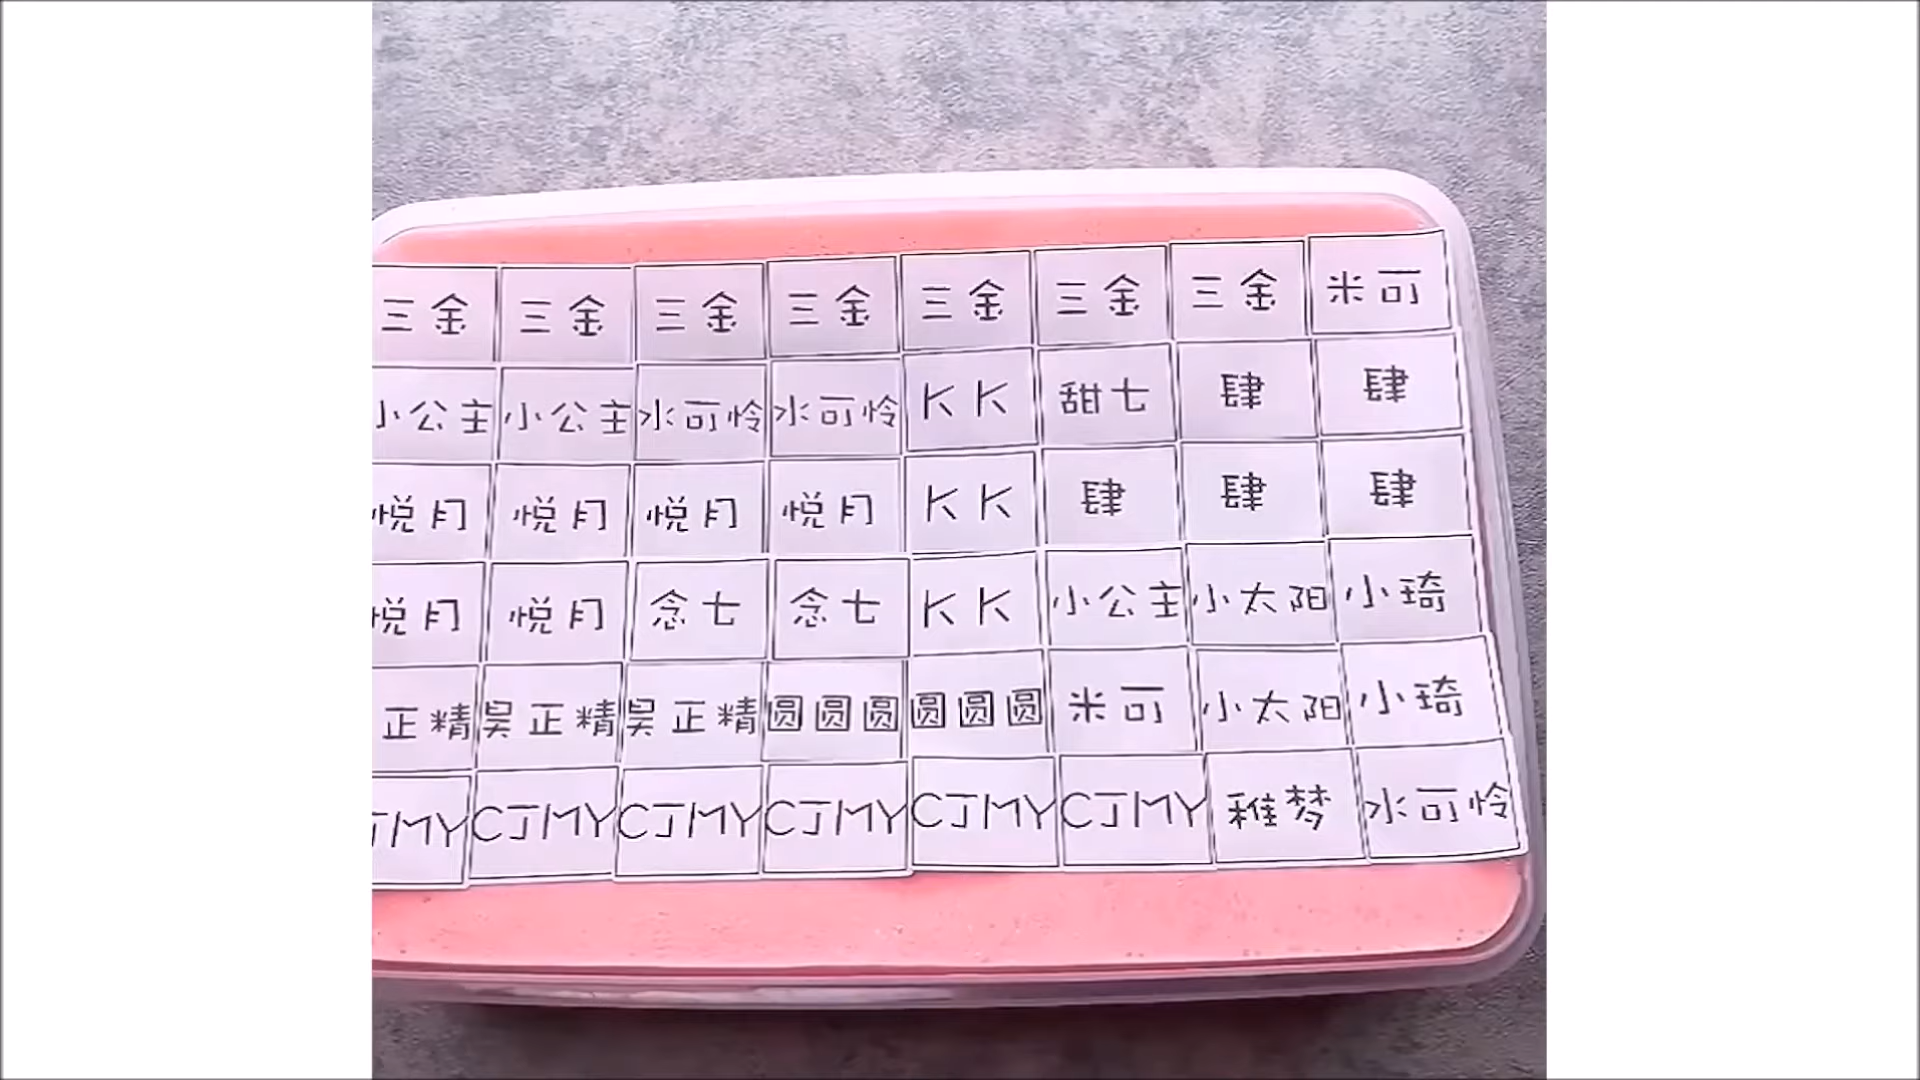 三金 三金 三金 三金 三金 三金 三金 米可
小公主 小公主 水可怜 水可怜 KK 甜七 肆 肆
悦月 悦月 悦月 悦月 KK 肆 肆 肆
悦月 悦月 念七 念七 KK 小公主 小太阳 小琦
正精 吴正精 吴正精 圆圆圆 圆圆圆 米可 小太阳 小琦
JMY CJMY CJMY CJMY CJMY CJMY 稚梦 水可怜